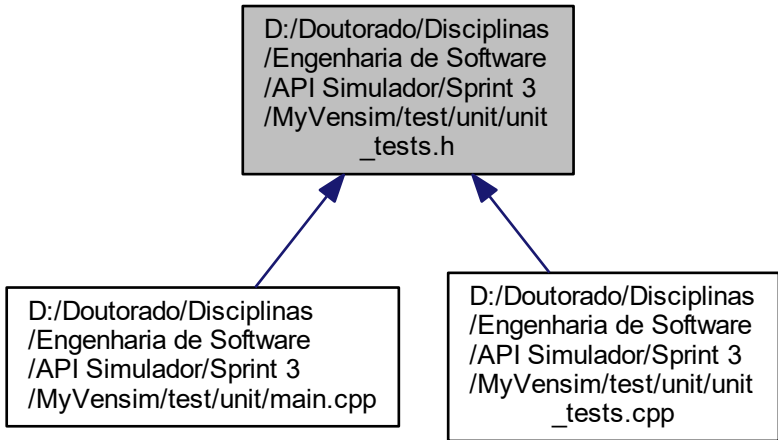 D:/Doutorado/Disciplinas
/Engenharia de Software
/API Simulador/Sprint 3
/MyVensim/test/unit/unit
_tests.h
D:/Doutorado/Disciplinas
/Engenharia de Software
/API Simulador/Sprint 3
/MyVensim/test/unit/main.cpp
D:/Doutorado/Disciplinas
/Engenharia de Software
/API Simulador/Sprint 3
/MyVensim/test/unit/unit
_tests.cpp